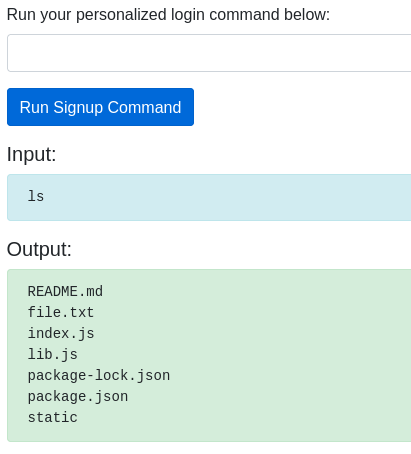 Run your personalized login command below:
Run Signup Command
Input:
ls
Output:
README.md
file.txt
index.js
lib.js
package-lock.json
package.json
static